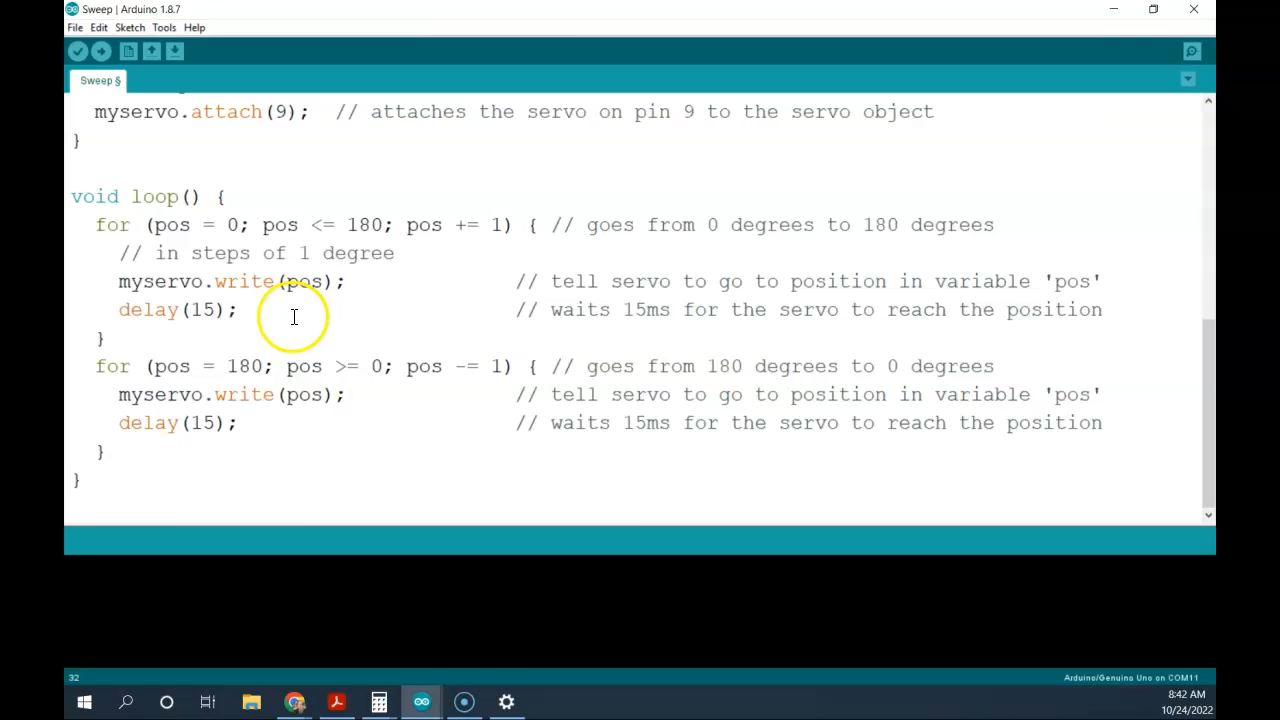 Sweep | Arduino 1.8.7
File Edit Sketch Tools Help
Sweep §
myservo.attach(9);  // attaches the servo on pin 9 to the servo object
}
void loop() {
for (pos = 0; pos <= 180; pos += 1) { // goes from 0 degrees to 180 degrees
// in steps of 1 degree
myservo.write(pos);              // tell servo to go to position in variable 'pos'
delay(15);                       // waits 15ms for the servo to reach the position
}
for (pos = 180; pos >= 0; pos -= 1) { // goes from 180 degrees to 0 degrees
myservo.write(pos);              // tell servo to go to position in variable 'pos'
delay(15);                       // waits 15ms for the servo to reach the position
}
}
32
Arduino/Genuino Uno on COM11
8:42 AM
10/24/2022